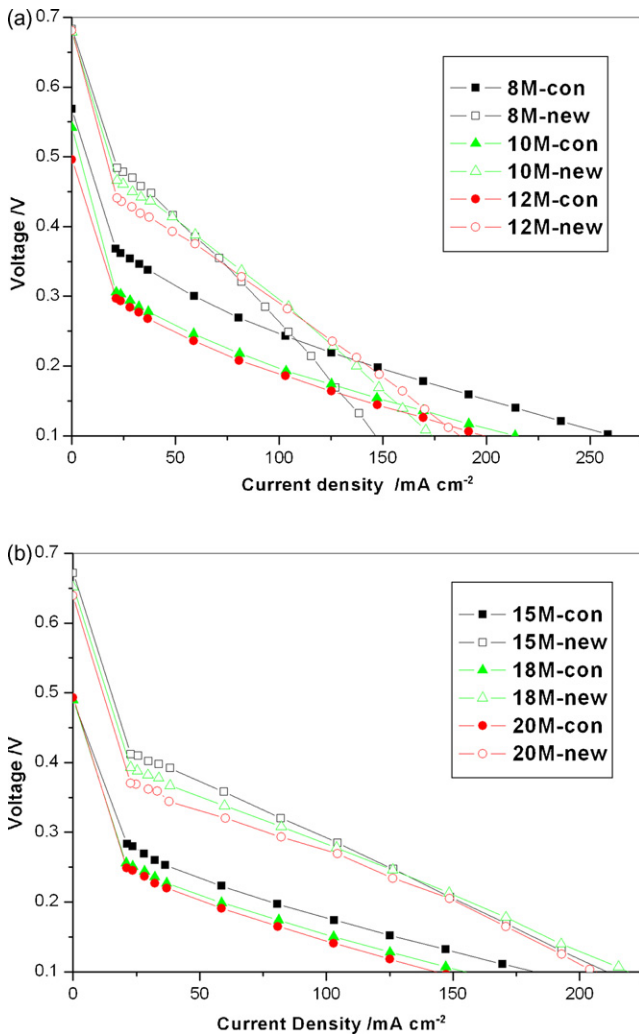 (a)
0.7
0.6
0.5
0.4
0.3
0.2
0.1
Voltage /V
8M-con
8M-new
10M-con
10M-new
12M-con
12M-new
0
50
100
150
200
250
Current density /mA cm⁻²
(b)
0.7
0.6
0.5
0.4
0.3
0.2
0.1
Voltage /V
15M-con
15M-new
18M-con
18M-new
20M-con
20M-new
0
50
100
150
200
Current Density /mA cm⁻²